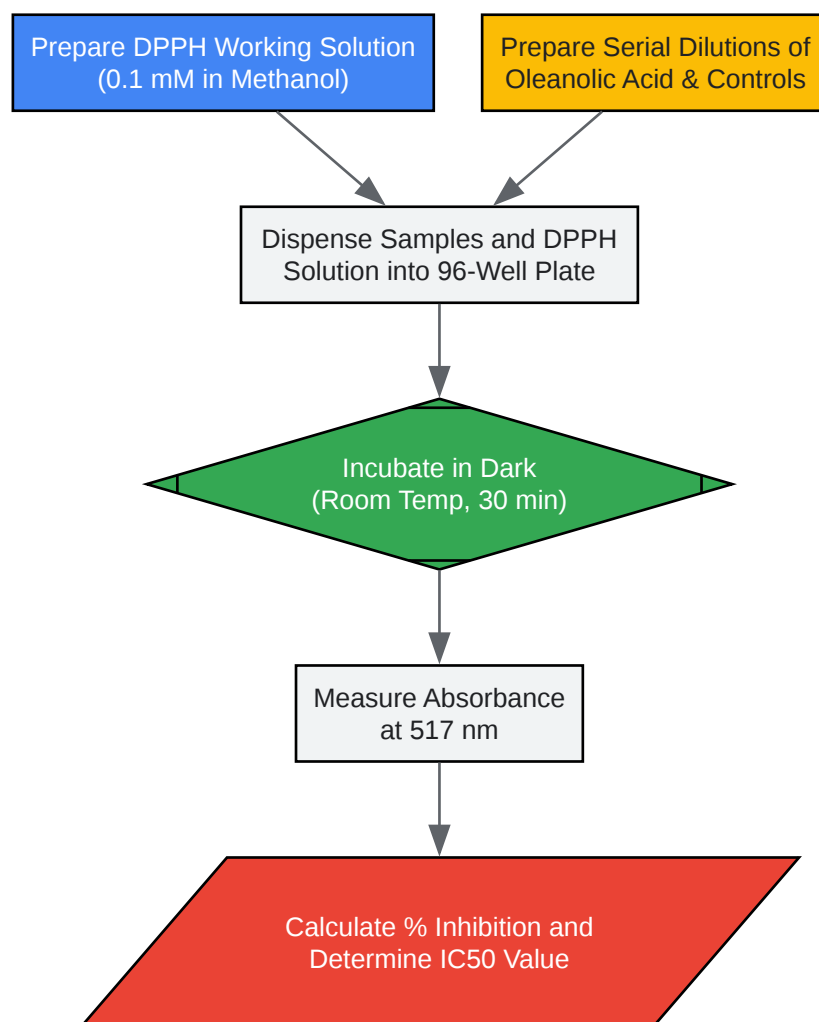 Prepare DPPH Working Solution
(0.1 mM in Methanol)
Prepare Serial Dilutions of
Oleanolic Acid & Controls
Dispense Samples and DPPH
Solution into 96-Well Plate
Incubate in Dark
(Room Temp, 30 min)
Measure Absorbance
at 517 nm
Calculate % Inhibition and
Determine IC50 Value